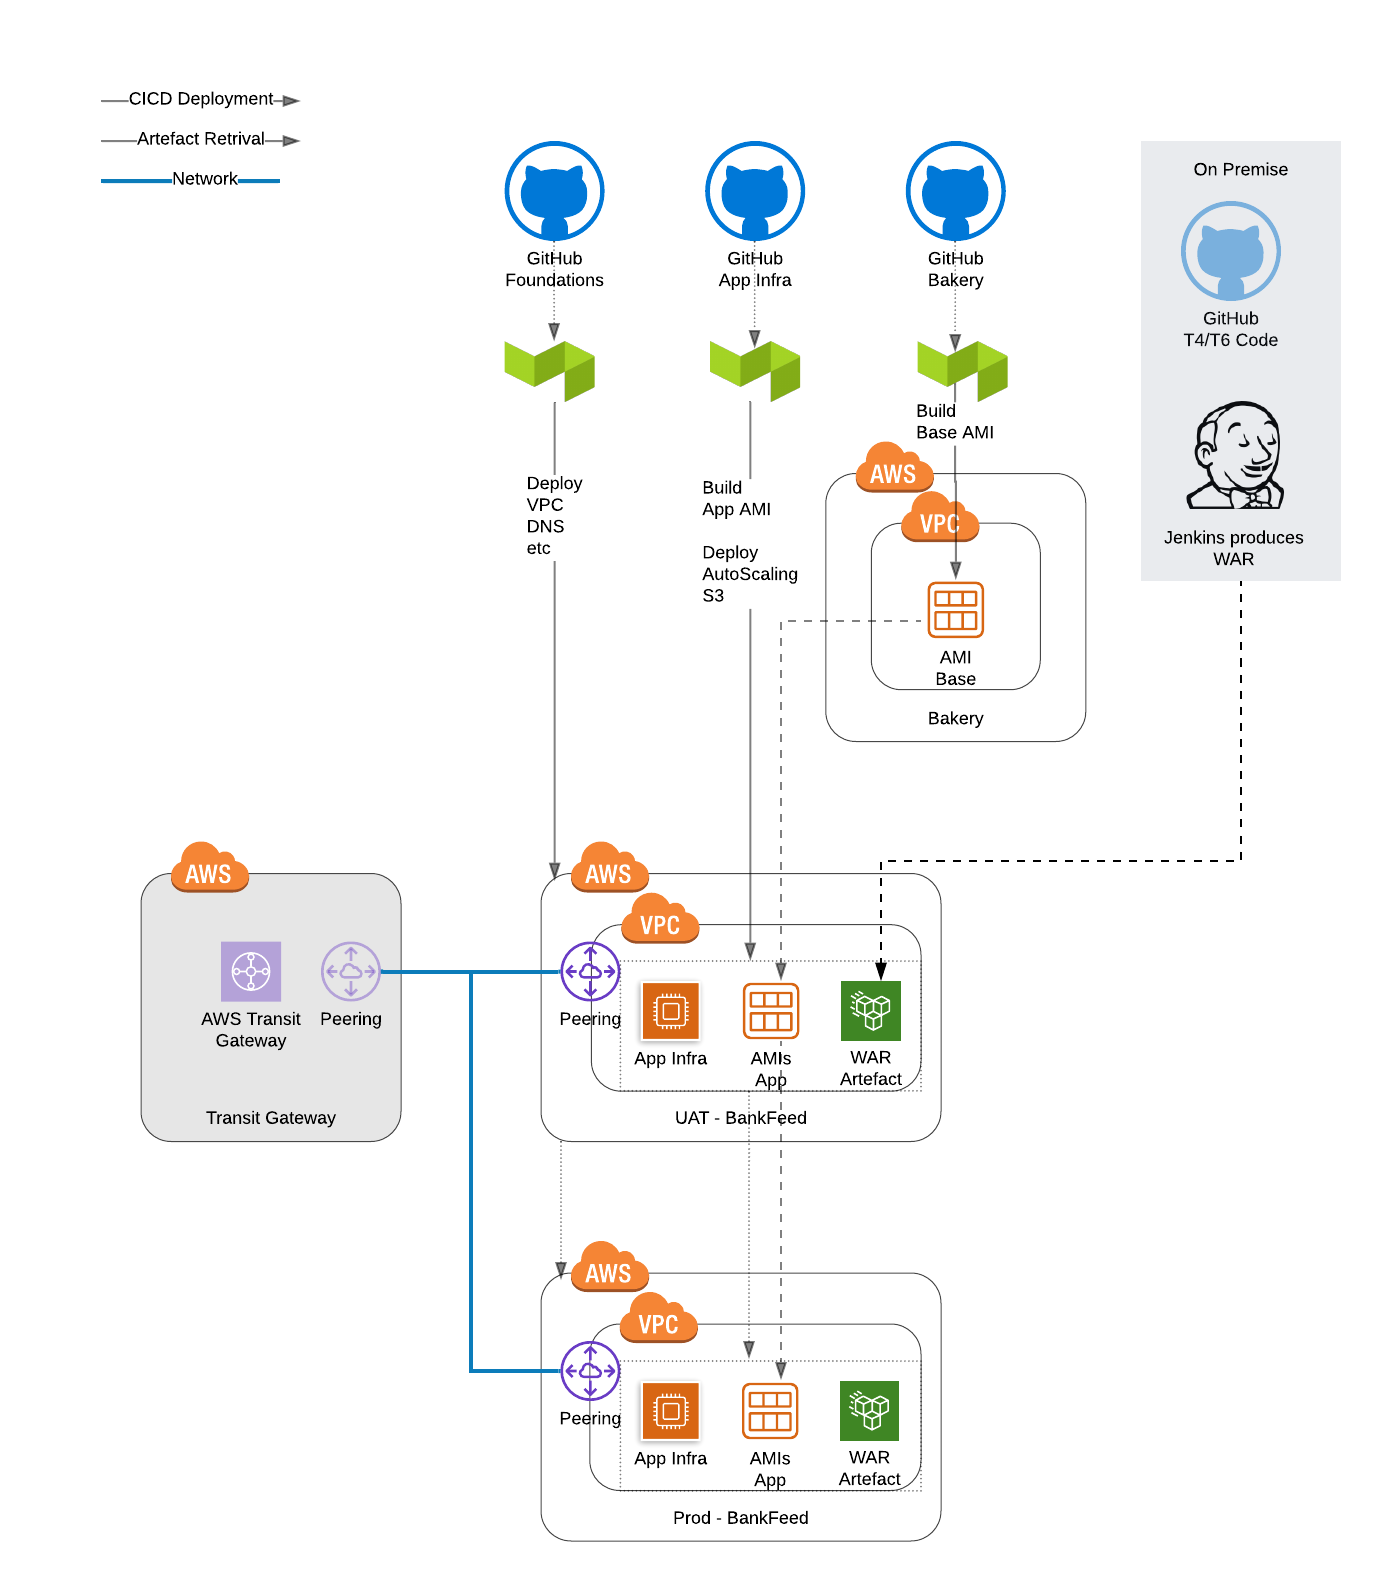 CICD Deployment
Artefact Retrival
Network
GitHub
Foundations
GitHub
App Infra
GitHub
Bakery
On Premise
GitHub
T4/T6 Code
Jenkins produces
WAR
Build
Base AMI
AWS
VPC
AMI
Base
Bakery
Deploy
VPC
DNS
etc
Build
App AMI
Deploy
AutoScaling
S3
AWS
AWS Transit
Gateway
Peering
Transit Gateway
AWS
VPC
Peering
App Infra
AMIs
App
WAR
Artefact
UAT - BankFeed
AWS
VPC
Peering
App Infra
AMIs
App
WAR
Artefact
Prod - BankFeed